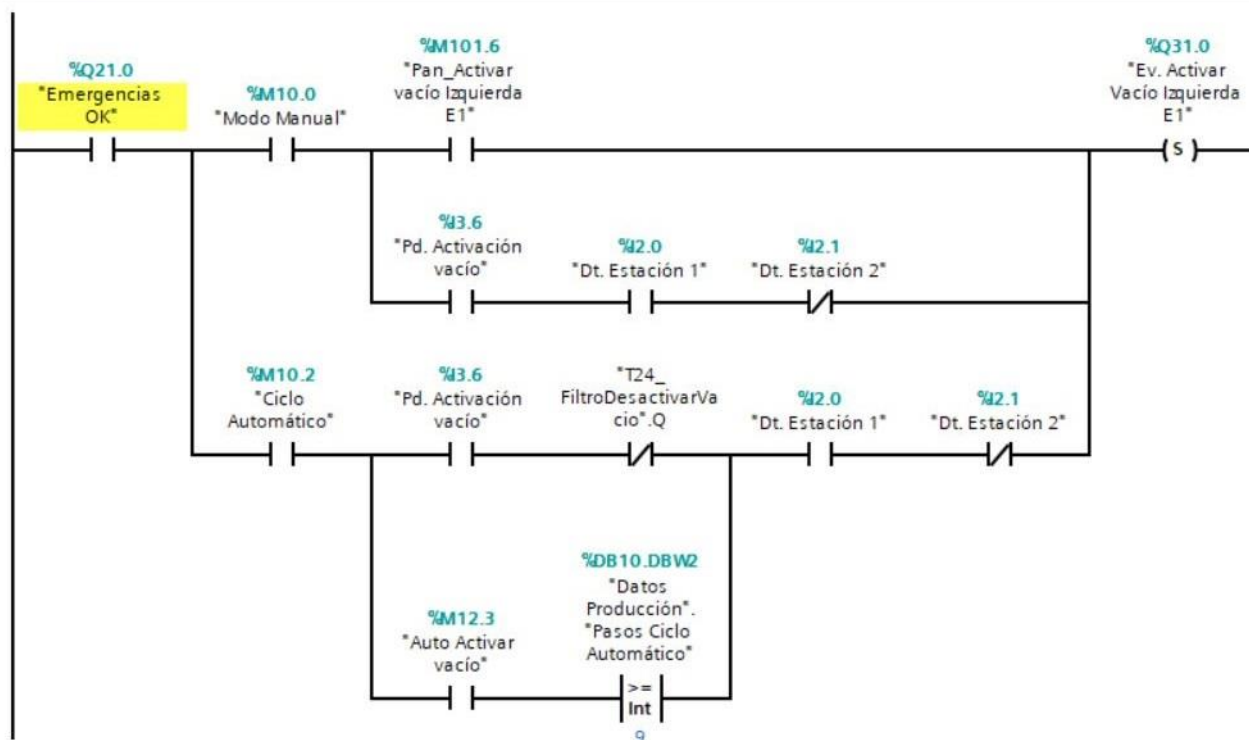 %M101.6
"Pan_Activar
vacío Izquierda
E1"
%Q31.0
"Ev. Activar
Vacío Izquierda
E1"
%Q21.0
"Emergencias
OK"
%M10.0
"Modo Manual"
( S )
%I3.6
"Pd. Activación
vacío"
%I2.0
"Dt. Estación 1"
%I2.1
"Dt. Estación 2"
%M10.2
"Ciclo
Automático"
%I3.6
"Pd. Activación
vacío"
"T24_
FiltroDesactivarVa
cio".Q
%I2.0
"Dt. Estación 1"
%I2.1
"Dt. Estación 2"
%DB10.DBW2
"Datos
Producción".
"Pasos Ciclo
Automático"
%M12.3
"Auto Activar
vacío"
>=
Int
9